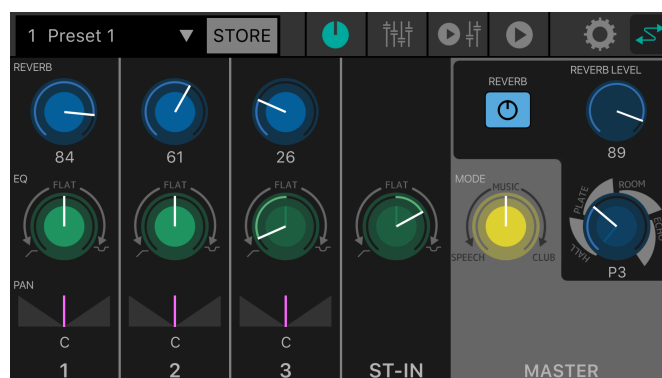 1 Preset 1 ▼ STORE
REVERB
84
61
26
REVERB
REVERB LEVEL
89
EQ
FLAT
FLAT
FLAT
FLAT
MODE
MUSIC
SPEECH
CLUB
PLATE
ROOM
ECHO
HALL
P3
PAN
C
C
C
1
2
3
ST-IN
MASTER